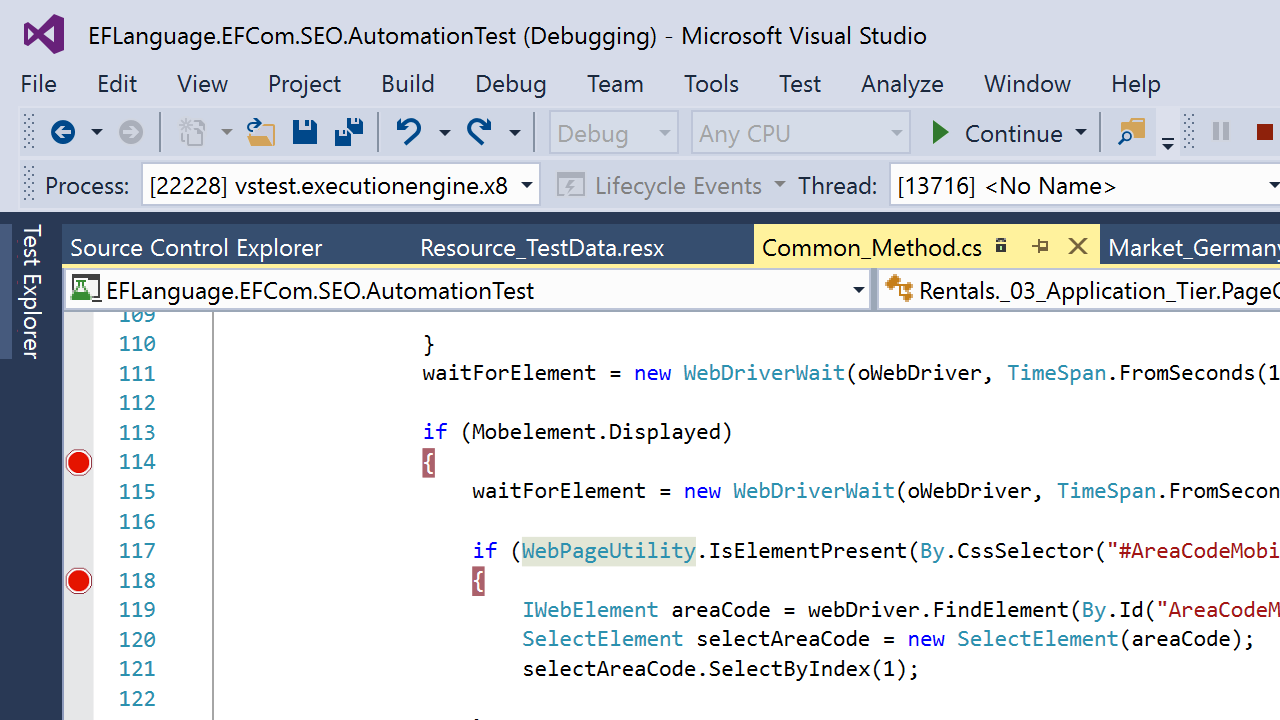 EFLanguage.EFCom.SEO.AutomationTest (Debugging) - Microsoft Visual Studio
File Edit View Project Build Debug Team Tools Test Analyze Window Help
Debug Any CPU Continue
Process: [22228] vstest.executionengine.x8 Lifecycle Events Thread: [13716] <No Name>
Test Explorer
Source Control Explorer Resource_TestData.resx Common_Method.cs Market_Germany
EFLanguage.EFCom.SEO.AutomationTest Rentals._03_Application_Tier.PageO
109
110 }
111 waitForElement = new WebDriverWait(oWebDriver, TimeSpan.FromSeconds(1
112
113 if (Mobelement.Displayed)
114 {
115 waitForElement = new WebDriverWait(oWebDriver, TimeSpan.FromSecon
116
117 if (WebPageUtility.IsElementPresent(By.CssSelector("#AreaCodeMobi
118 {
119 IWebElement areaCode = webDriver.FindElement(By.Id("AreaCodeM
120 SelectElement selectAreaCode = new SelectElement(areaCode);
121 selectAreaCode.SelectByIndex(1);
122